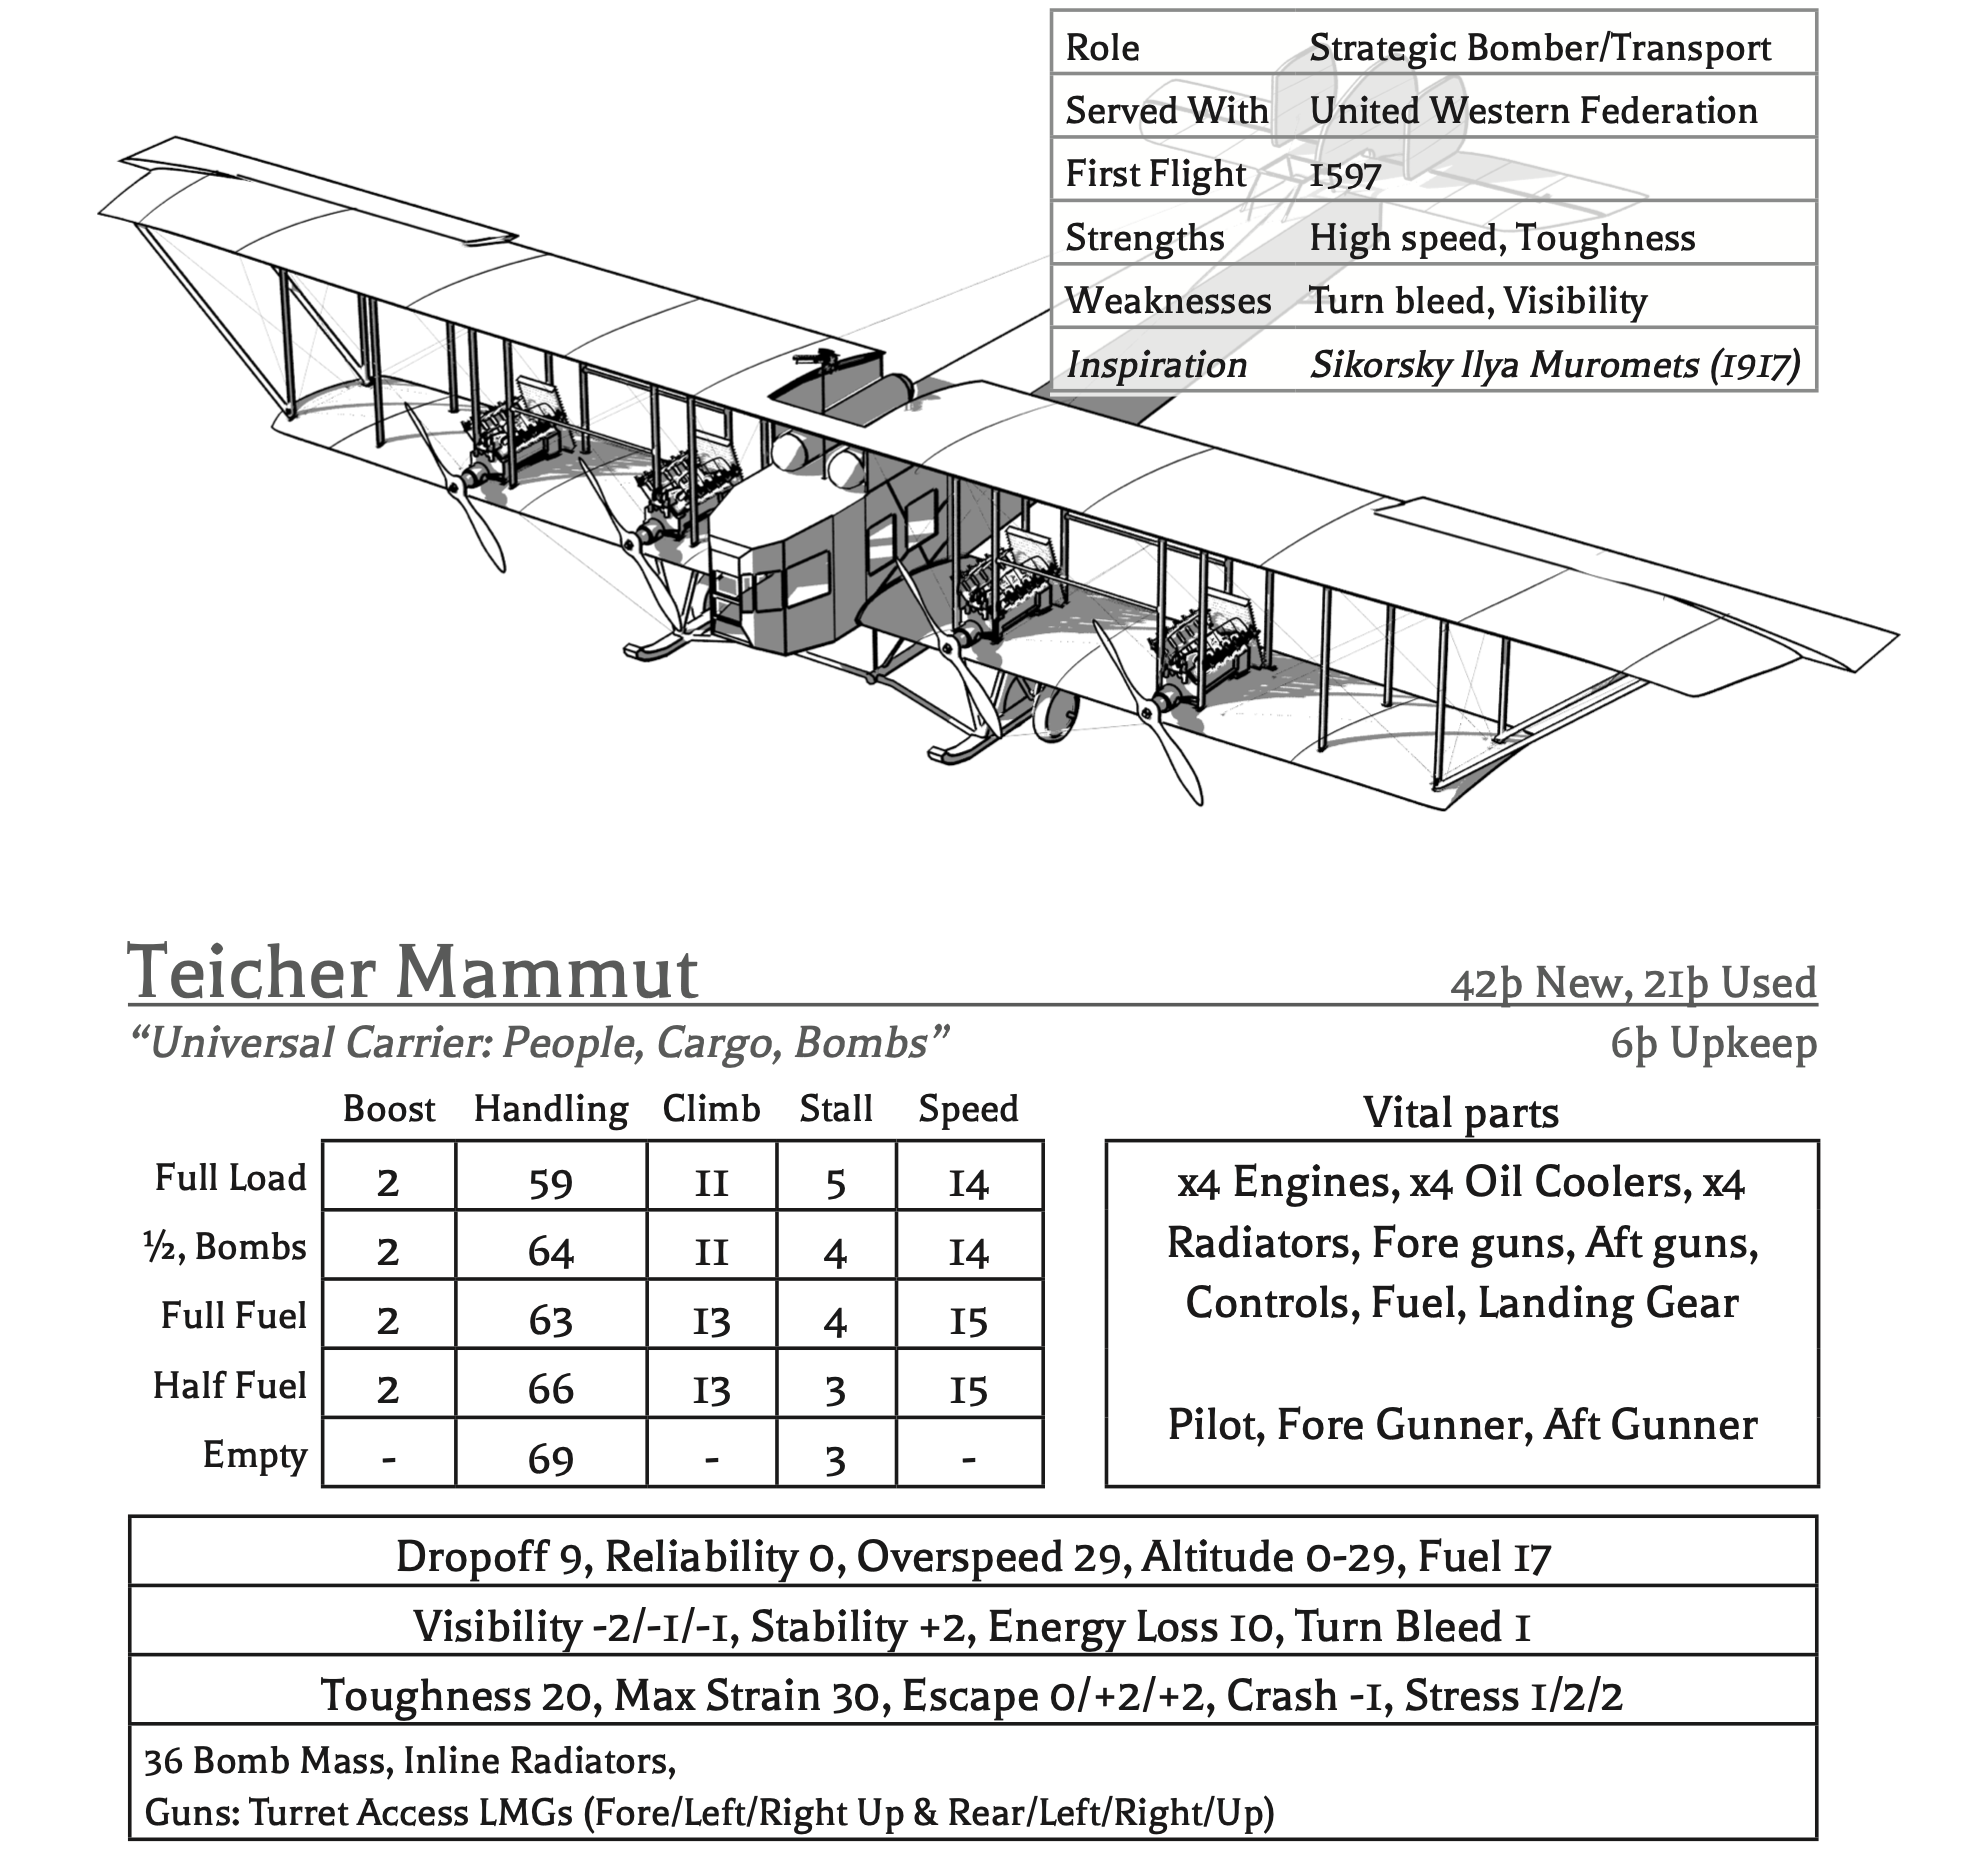 Role Strategic Bomber/Transport
Served With United Western Federation
First Flight 1597
Strengths High speed, Toughness
Weaknesses Turn bleed, Visibility
Inspiration Sikorsky Ilya Muromets (1917)
Teicher Mammut 42þ New, 21þ Used
“Universal Carrier: People, Cargo, Bombs” 6þ Upkeep
Boost Handling Climb Stall Speed
Full Load 2 59 11 5 14
½, Bombs 2 64 11 4 14
Full Fuel 2 63 13 4 15
Half Fuel 2 66 13 3 15
Empty - 69 - 3 -
Vital parts
x4 Engines, x4 Oil Coolers, x4
Radiators, Fore guns, Aft guns,
Controls, Fuel, Landing Gear
Pilot, Fore Gunner, Aft Gunner
Dropoff 9, Reliability 0, Overspeed 29, Altitude 0-29, Fuel 17
Visibility -2/-1/-1, Stability +2, Energy Loss 10, Turn Bleed 1
Toughness 20, Max Strain 30, Escape 0/+2/+2, Crash -1, Stress 1/2/2
36 Bomb Mass, Inline Radiators,
Guns: Turret Access LMGs (Fore/Left/Right Up & Rear/Left/Right/Up)